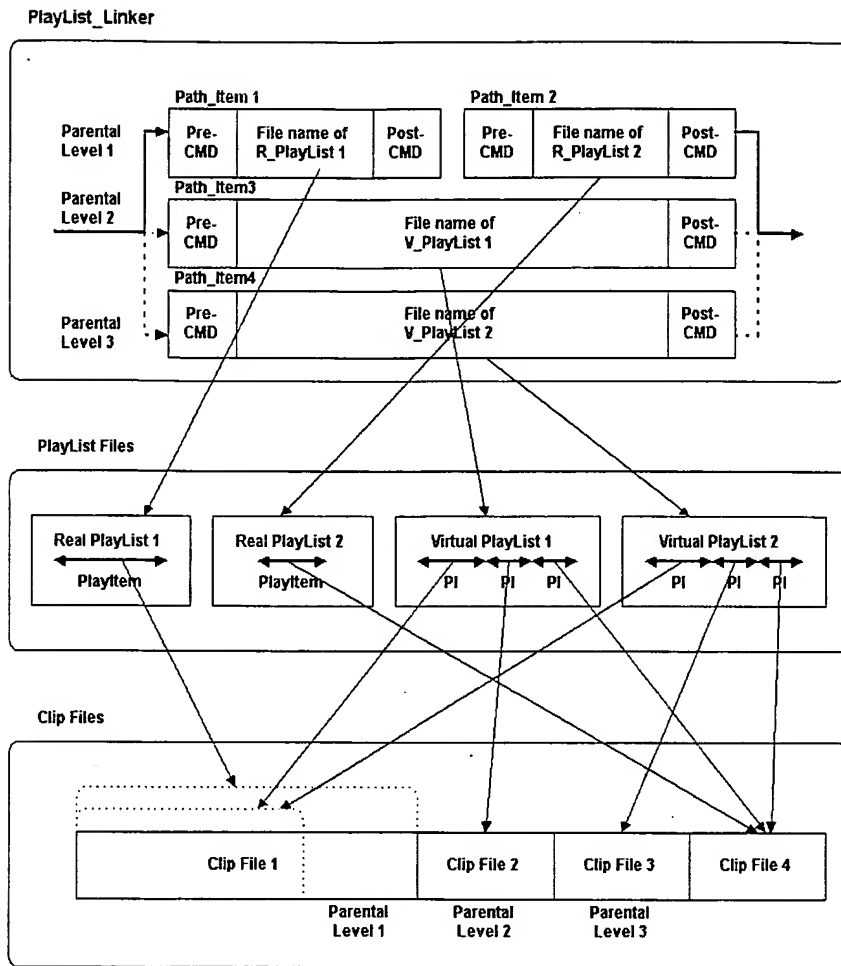 PlayList_Linker
Path_Item 1
Path_Item 2
Parental
Level 1
Pre-
CMD
File name of
R_PlayList 1
Post-
CMD
Pre-
CMD
File name of
R_PlayList 2
Post-
CMD
Path_Item3
Parental
Level 2
Pre-
CMD
File name of
V_PlayList 1
Post-
CMD
Path_Item4
Parental
Level 3
Pre-
CMD
File name of
V_PlayList 2
Post-
CMD
PlayList Files
Real PlayList 1
PlayItem
Real PlayList 2
PlayItem
Virtual PlayList 1
PI PI PI
Virtual PlayList 2
PI PI PI
Clip Files
Clip File 1
Clip File 2
Clip File 3
Clip File 4
Parental
Level 1
Parental
Level 2
Parental
Level 3